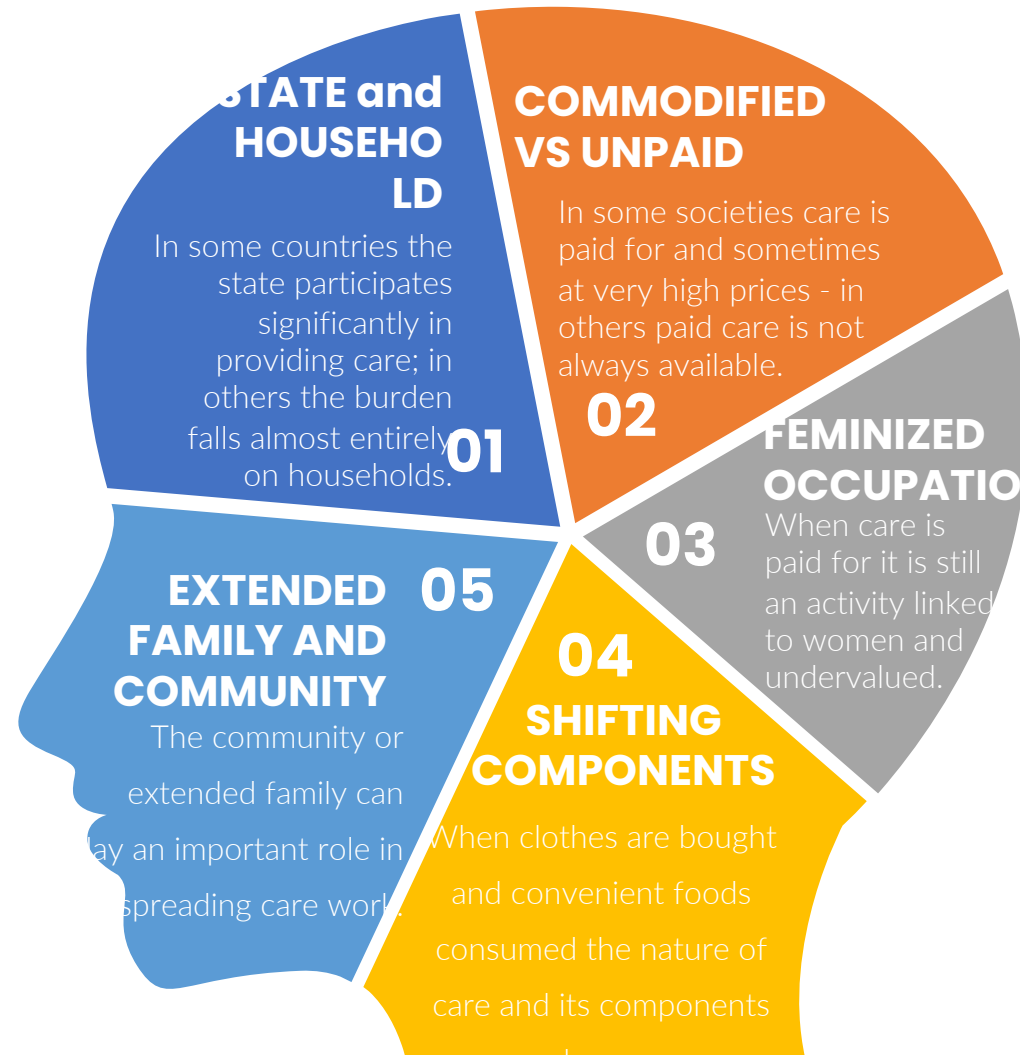 STATE and
HOUSEHO
LD
In some countries the
state participates
significantly in
providing care; in
others the burden
falls almost entirely
on households.
01
COMMODIFIED
VS UNPAID
In some societies care is
paid for and sometimes
at very high prices - in
others paid care is not
always available.
02
FEMINIZED
OCCUPATIO
03
When care is
paid for it is still
an activity linked
to women and
undervalued.
04
SHIFTING
COMPONENTS
When clothes are bought
and convenient foods
consumed the nature of
care and its components
05
EXTENDED
FAMILY AND
COMMUNITY
The community or
extended family can
lay an important role in
spreading care work.